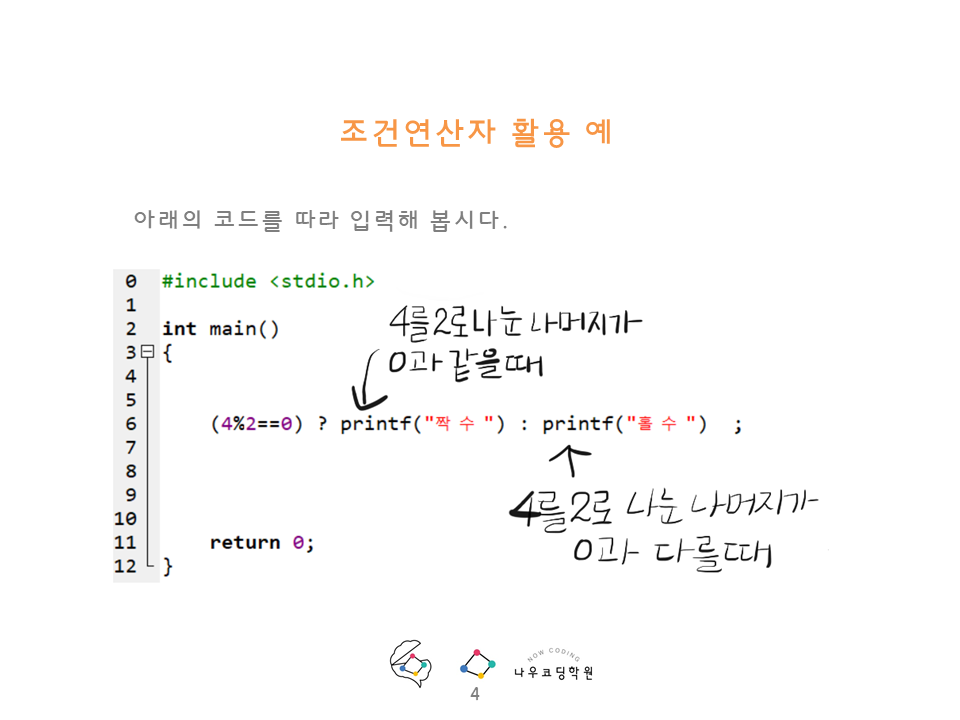 조건연산자 활용 예
아래의 코드를 따라 입력해 봅시다.
0 #include <stdio.h>
1
2 int main()
4를2로나눈 나머지가
3 {
0과 같을때
4
5
6 (4%2==0) ? printf("짝 수 ") : printf("홀 수 ") ;
7
8
9
4를2로 나눈 나머지가
10
11 return 0;
0과 다를때
12 }
NOW CODING
나우코딩학원
4